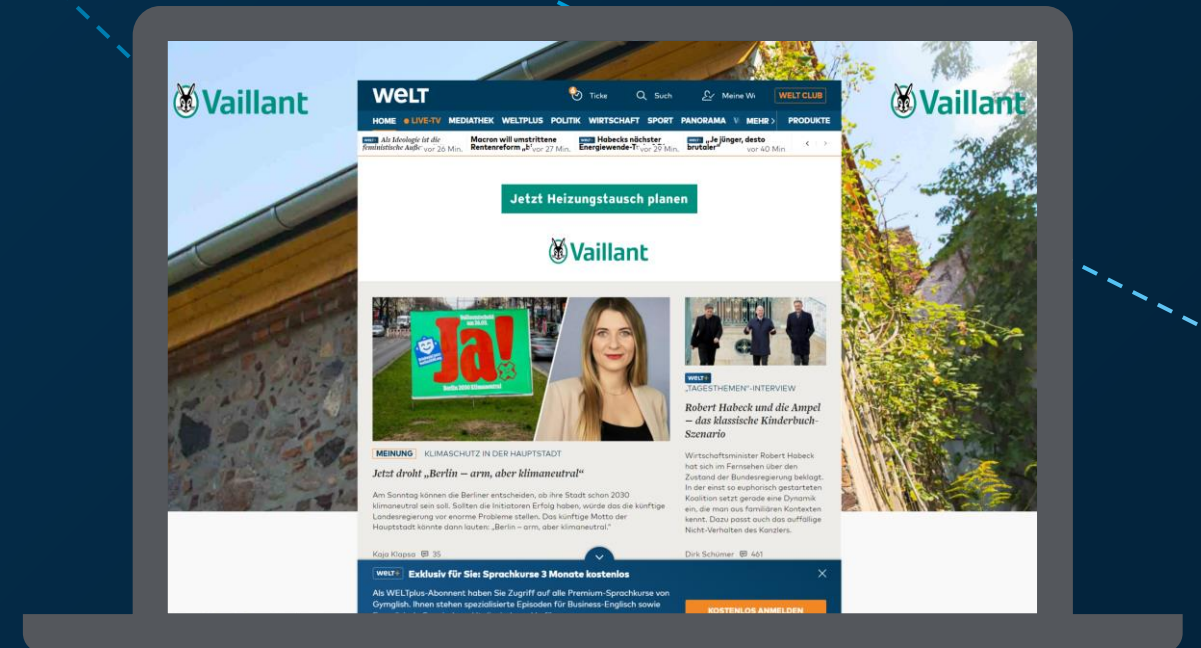 Vaillant
Vaillant
WELT
Ticke
Such
Meine We
WELT CLUB
HOME LIVE-TV MEDIATHEK WELTPLUS POLITIK WIRTSCHAFT SPORT PANORAMA MEHR PRODUKTE
WELT+ Als Ideologie ist die
feministische Auße vor 26 Min.
Macron will umstrittene
Rentenreform „b vor 27 Min.
WELT+ Habecks nächster
Energiewende-T vor 29 Min.
WELT+ „Je jünger, desto
brutaler“ vor 40 Min
Jetzt Heizungstausch planen
Vaillant
Ja!
Berlin 2030 Klimaneutral
MEINUNG KLIMASCHUTZ IN DER HAUPTSTADT
Jetzt droht „Berlin – arm, aber klimaneutral“
Am Sonntag können die Berliner entscheiden, ob ihre Stadt schon 2030
klimaneutral sein soll. Sollten die Initiatoren Erfolg haben, würde das die künftige
Landesregierung vor enorme Probleme stellen. Das künftige Motto der
Hauptstadt könnte dann lauten: „Berlin – arm, aber klimaneutral.“
Kaja Klapsa 35
WELT+
„TAGESTHEMEN“-INTERVIEW
Robert Habeck und die Ampel
– das klassische Kinderbuch-
Szenario
Wirtschaftsminister Robert Habeck
hat sich im Fernsehen über den
Zustand der Bundesregierung beklagt.
In der einst so euphorisch gestarteten
Koalition setzt gerade eine Dynamik
ein, die man aus familiären Kontexten
kennt. Dazu passt auch das auffällige
Nicht-Verhalten des Kanzlers.
Dirk Schümer 461
WELT+ Exklusiv für Sie: Sprachkurse 3 Monate kostenlos
Als WELTplus-Abonnent haben Sie Zugriff auf alle Premium-Sprachkurse von
Gymglish. Ihnen stehen spezialisierte Episoden für Business-Englisch sowie
KOSTENLOS ANMELDEN